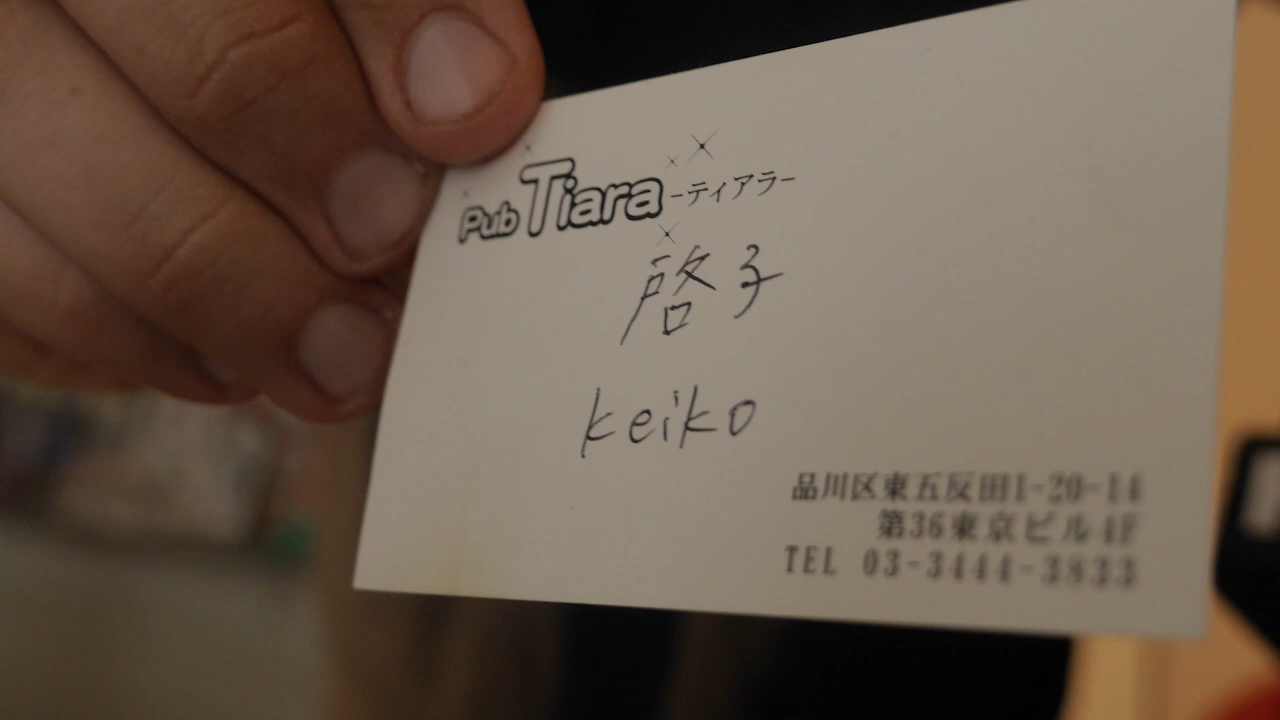 Pub Tiara -ティアラ-
啓子
keiko
品川区東五反田1-20-14
第36東京ビル4F
TEL 03-3444-3833